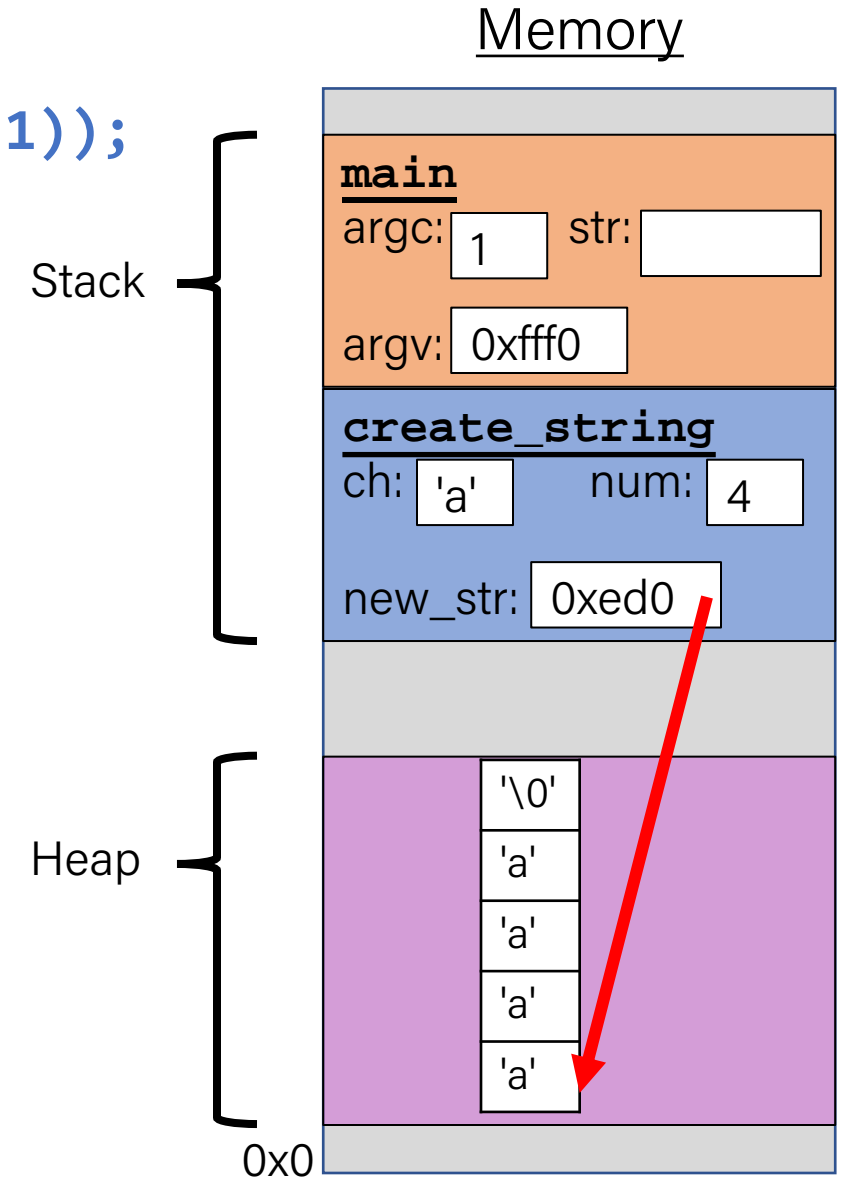 Memory
1));
main
argc: 1 str:
Stack
argv: 0xfff0
create_string
ch: 'a' num: 4
new_str: 0xed0
'\0'
Heap
'a'
'a'
'a'
'a'
0x0